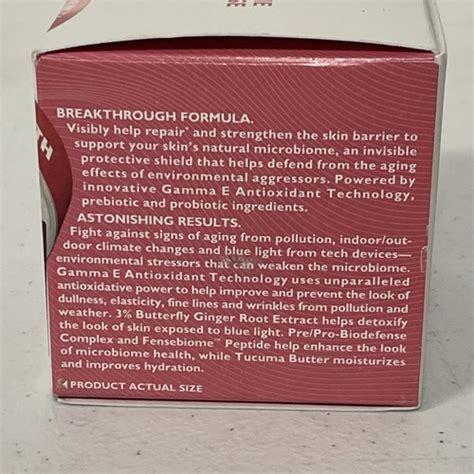 BREAKTHROUGH FORMULA.
Visibly help repair* and strengthen the skin barrier to
support your skin's natural microbiome, an invisible
protective shield that helps defend from the aging
effects of environmental aggressors. Powered by
innovative Gamma E Antioxidant Technology,
prebiotic and probiotic ingredients.
ASTONISHING RESULTS.
Fight against signs of aging from pollution, indoor/out-
door climate changes and blue light from tech devices—
environmental stressors that can weaken the microbiome.
Gamma E Antioxidant Technology uses unparalleled
antioxidative power to help improve and prevent the look of
dullness, elasticity, fine lines and wrinkles from pollution and
weather. 3% Butterfly Ginger Root Extract helps detoxify
the look of skin exposed to blue light. Pre/Pro-Biodefense
Complex and Fensebiome™ Peptide help enhance the look
of microbiome health, while Tucuma Butter moisturizes
and improves hydration.
PRODUCT ACTUAL SIZE